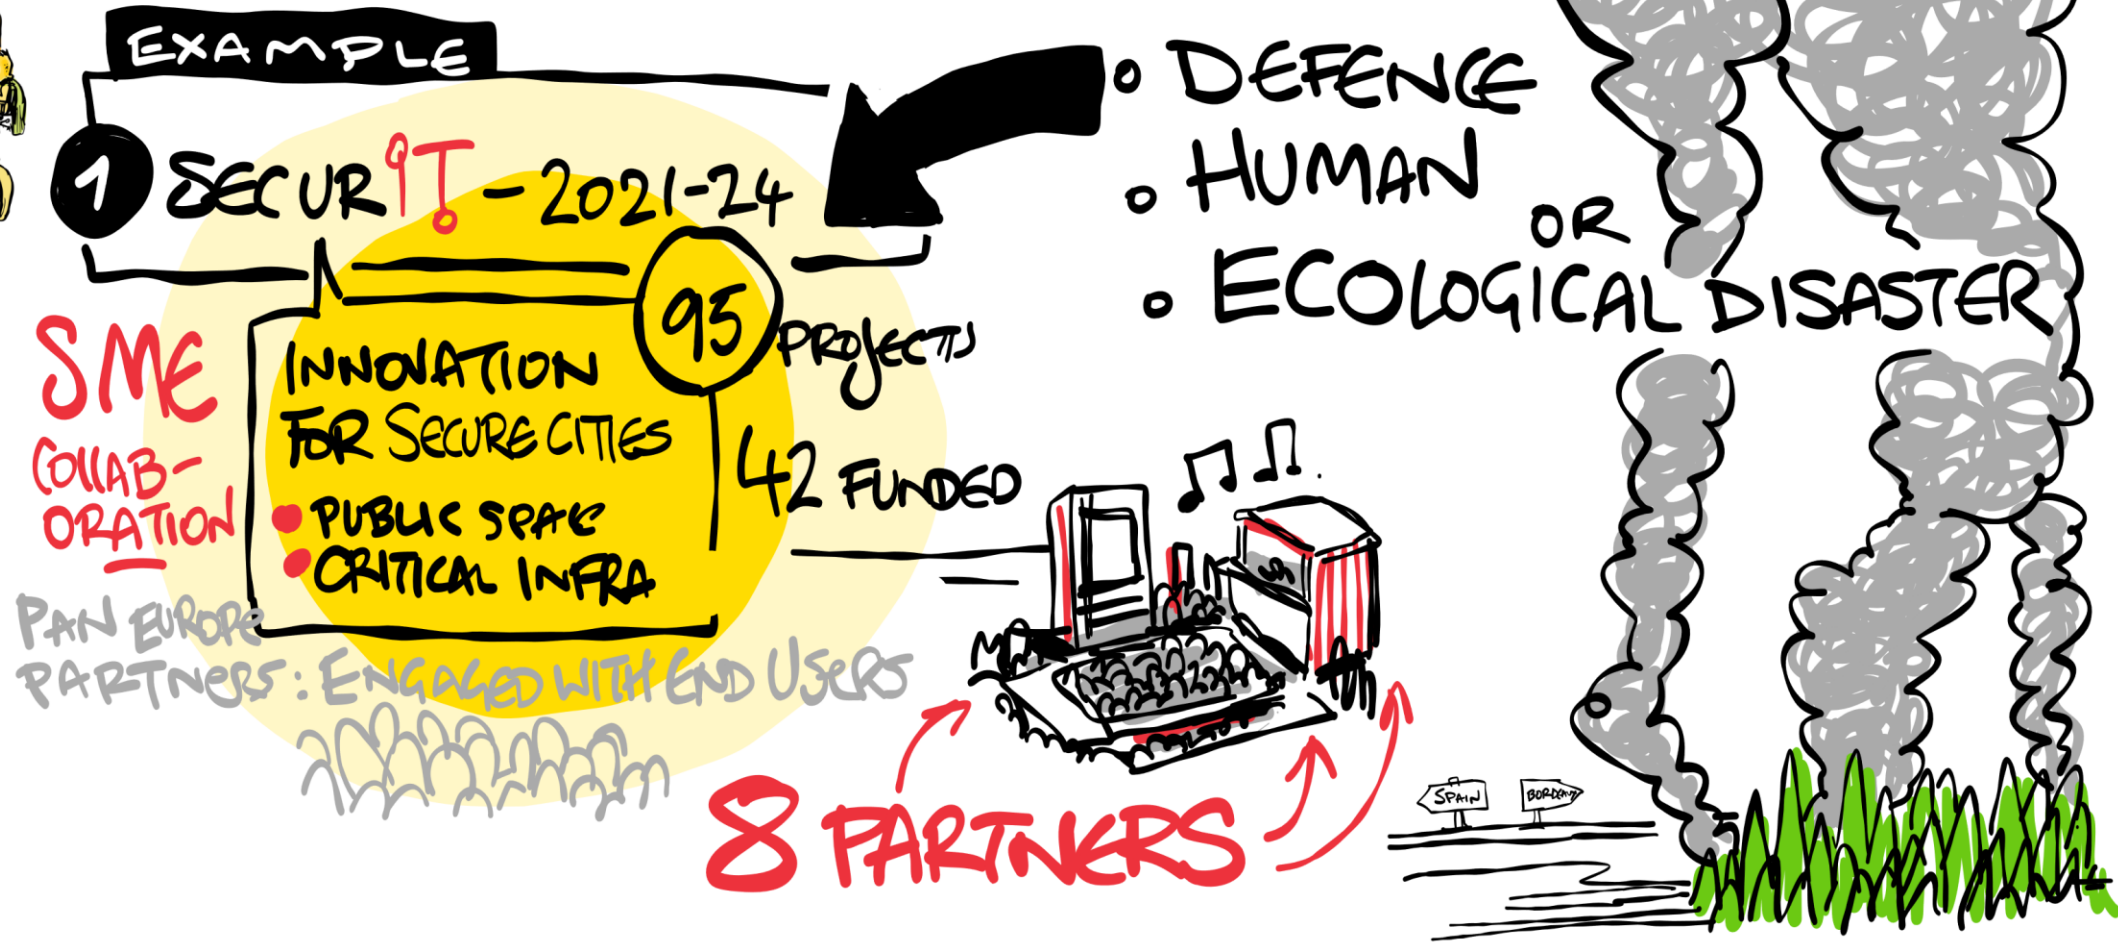 EXAMPLE
1 SECURIT - 2021-24
95 PROJECTS
INNOVATION
FOR SECURE CITIES
PUBLIC SPACE
CRITICAL INFRA
42 FUNDED
SME
COLLAB-
ORATION
PAN EUROPE
PARTNERS: ENGAGED WITH END USERS
8 PARTNERS
DEFENCE
HUMAN
OR
ECOLOGICAL DISASTER
SPAIN
BORDEAUX